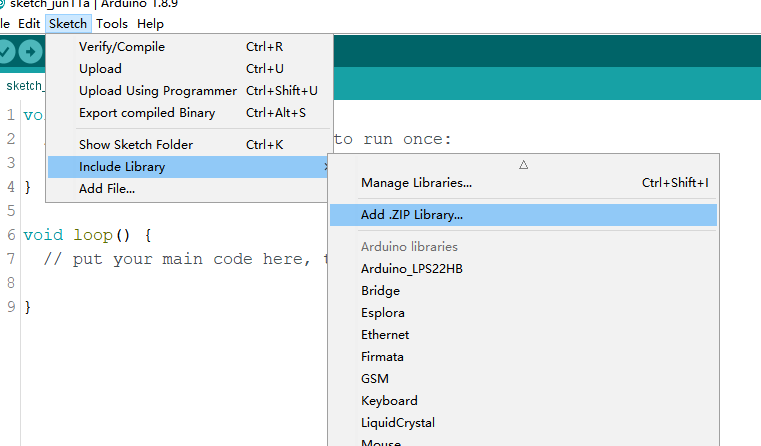 sketch_jun11a | Arduino 1.8.9
le Edit Sketch Tools Help
Verify/Compile Ctrl+R
Upload Ctrl+U
Upload Using Programmer Ctrl+Shift+U
Export compiled Binary Ctrl+Alt+S
Show Sketch Folder Ctrl+K
Include Library
Add File...
sketch_
1 vo
2 to run once:
3
4 }
5
6 void loop() {
7 // put your main code here, t
8
9 }
Manage Libraries... Ctrl+Shift+I
Add .ZIP Library...
Arduino libraries
Arduino_LPS22HB
Bridge
Esplora
Ethernet
Firmata
GSM
Keyboard
LiquidCrystal
Mouse